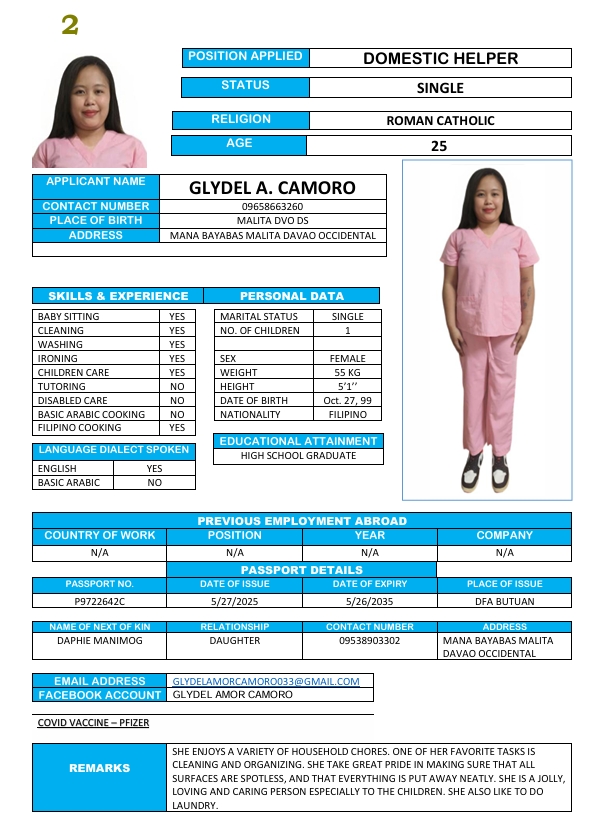 2
POSITION APPLIED DOMESTIC HELPER
STATUS SINGLE
RELIGION ROMAN CATHOLIC
AGE 25
APPLICANT NAME GLYDEL A. CAMORO
CONTACT NUMBER 09658663260
PLACE OF BIRTH MALITA DVO DS
ADDRESS MANA BAYABAS MALITA DAVAO OCCIDENTAL
SKILLS & EXPERIENCE PERSONAL DATA
BABY SITTING YES
CLEANING YES
WASHING YES
IRONING YES
CHILDREN CARE YES
TUTORING NO
DISABLED CARE NO
BASIC ARABIC COOKING NO
FILIPINO COOKING YES
MARITAL STATUS SINGLE
NO. OF CHILDREN 1
SEX FEMALE
WEIGHT 55 KG
HEIGHT 5’1’’
DATE OF BIRTH Oct. 27, 99
NATIONALITY FILIPINO
LANGUAGE DIALECT SPOKEN
ENGLISH YES
BASIC ARABIC NO
EDUCATIONAL ATTAINMENT
HIGH SCHOOL GRADUATE
PREVIOUS EMPLOYMENT ABROAD
COUNTRY OF WORK POSITION YEAR COMPANY
N/A N/A N/A N/A
PASSPORT DETAILS
PASSPORT NO. DATE OF ISSUE DATE OF EXPIRY PLACE OF ISSUE
P9722642C 5/27/2025 5/26/2035 DFA BUTUAN
NAME OF NEXT OF KIN RELATIONSHIP CONTACT NUMBER ADDRESS
DAPHIE MANIMOG DAUGHTER 09538903302 MANA BAYABAS MALITA
DAVAO OCCIDENTAL
EMAIL ADDRESS GLYDELAMORCAMORO033@GMAIL.COM
FACEBOOK ACCOUNT GLYDEL AMOR CAMORO
COVID VACCINE – PFIZER
REMARKS
SHE ENJOYS A VARIETY OF HOUSEHOLD CHORES. ONE OF HER FAVORITE TASKS IS
CLEANING AND ORGANIZING. SHE TAKE GREAT PRIDE IN MAKING SURE THAT ALL
SURFACES ARE SPOTLESS, AND THAT EVERYTHING IS PUT AWAY NEATLY. SHE IS A JOLLY,
LOVING AND CARING PERSON ESPECIALLY TO THE CHILDREN. SHE ALSO LIKE TO DO
LAUNDRY.